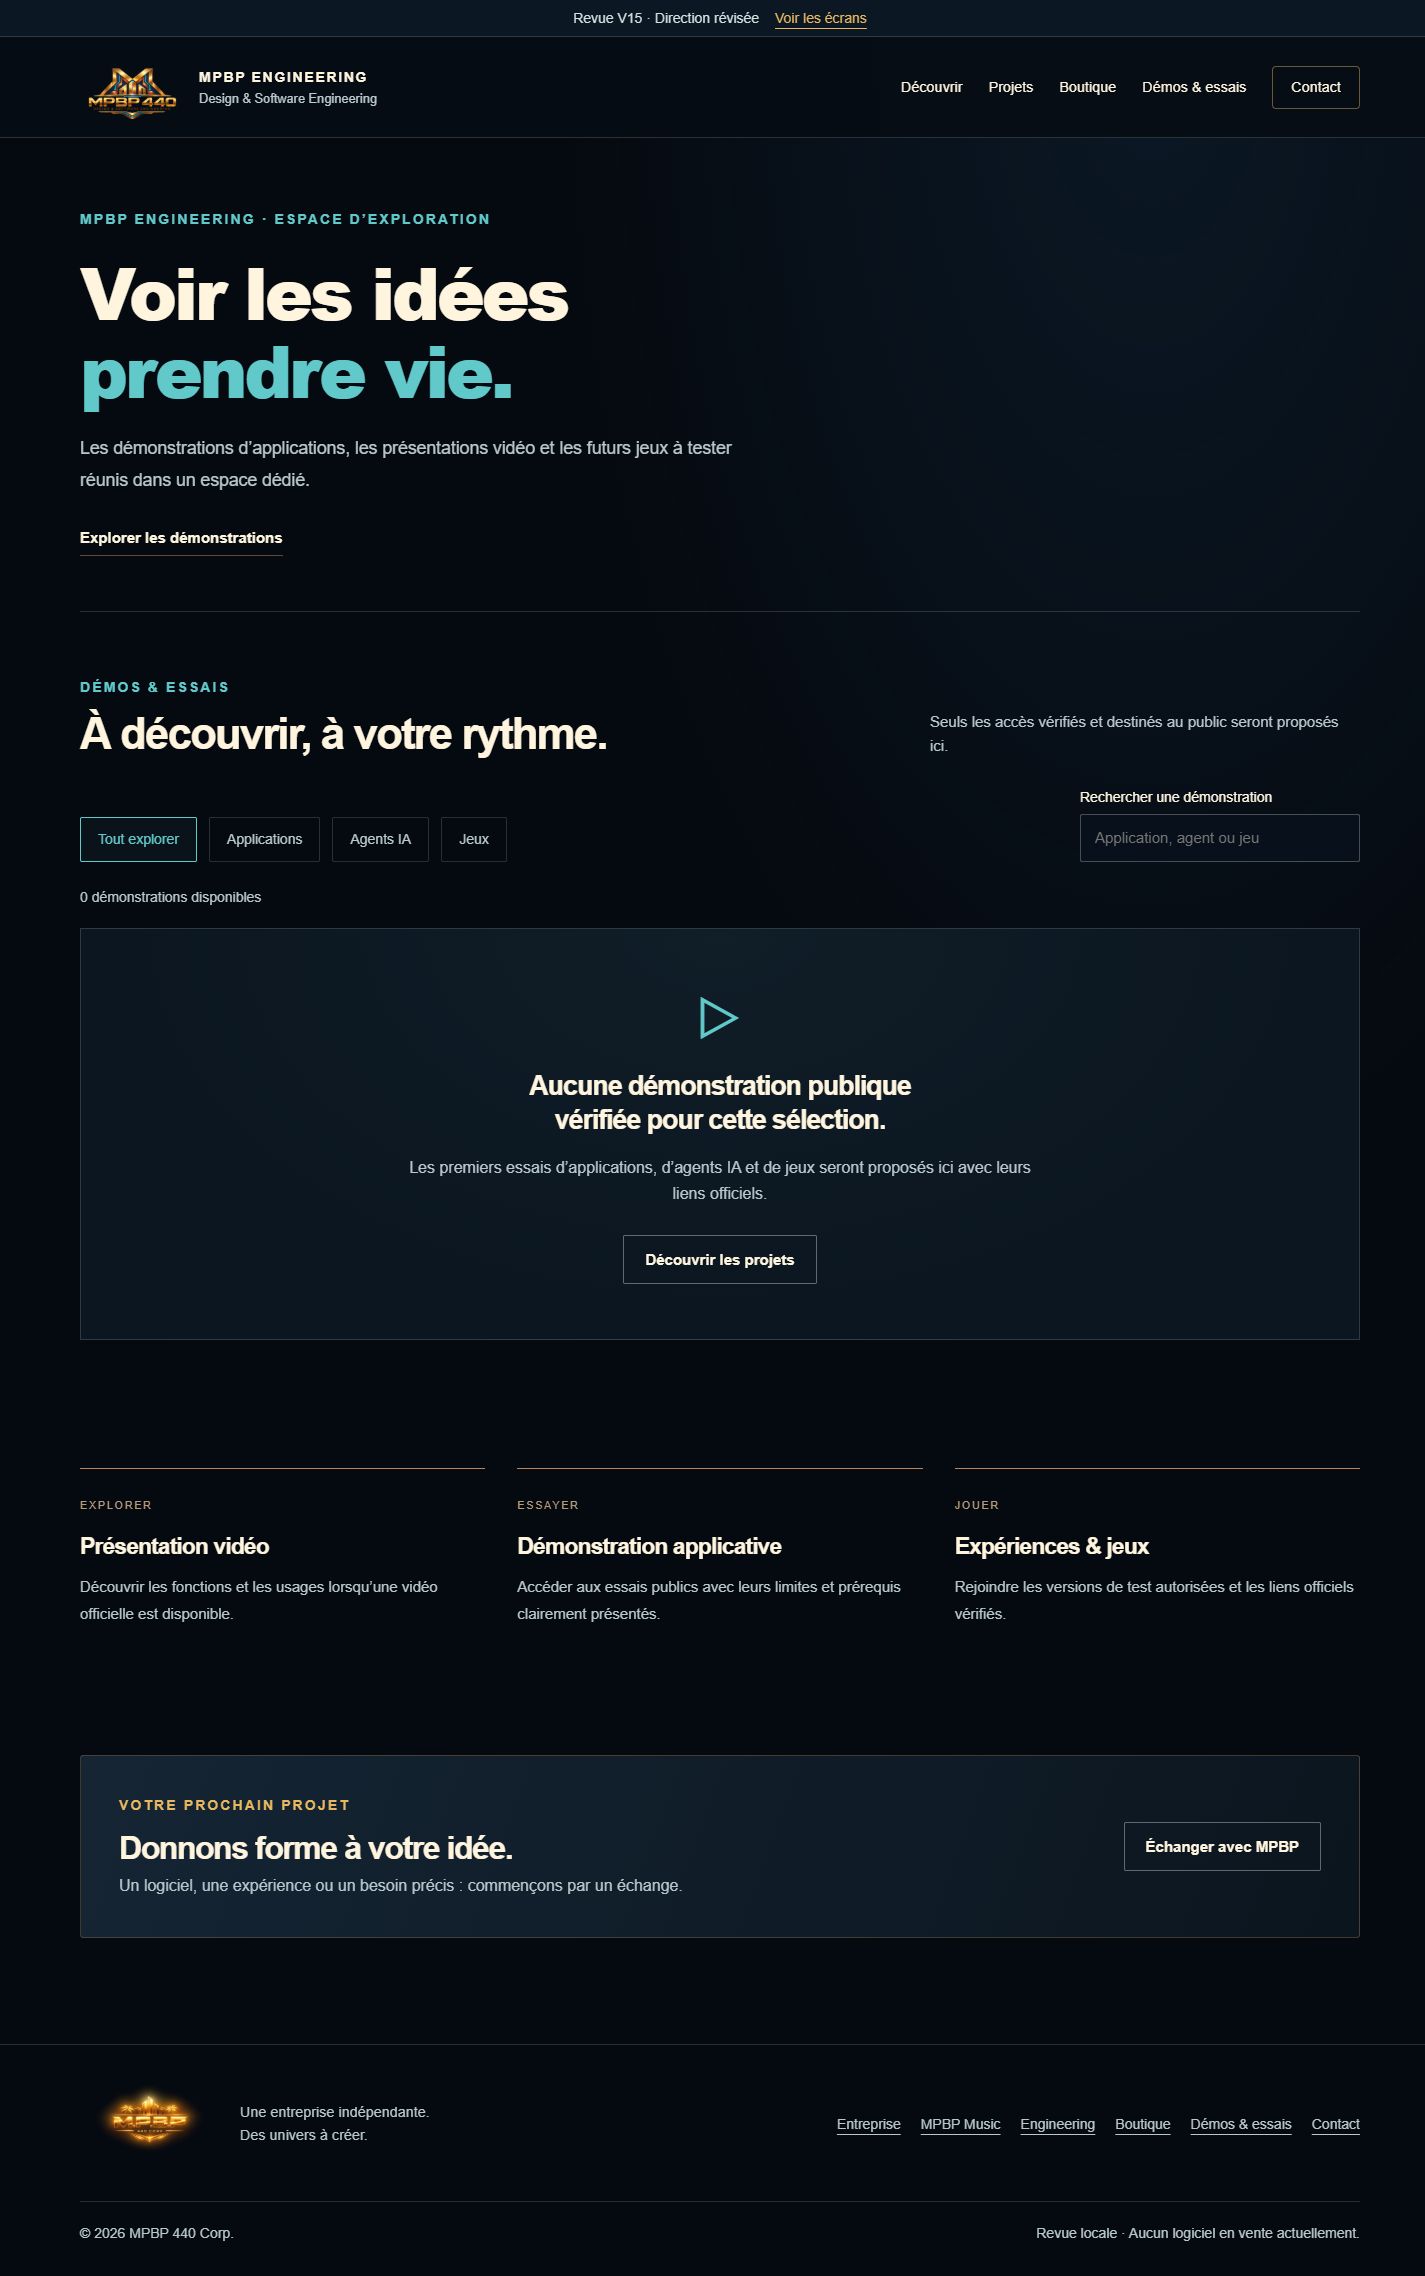 Revue V15 · Direction révisée Voir les écrans
MPBP 440
MPBP ENGINEERING
Design & Software Engineering
Découvrir Projets Boutique Démos & essais Contact
MPBP ENGINEERING · ESPACE D’EXPLORATION
Voir les idées
prendre vie.
Les démonstrations d’applications, les présentations vidéo et les futurs jeux à tester
réunis dans un espace dédié.
Explorer les démonstrations
DÉMOS & ESSAIS
À découvrir, à votre rythme.
Seuls les accès vérifiés et destinés au public seront proposés
ici.
Rechercher une démonstration
Tout explorer Applications Agents IA Jeux
Application, agent ou jeu
0 démonstrations disponibles
Aucune démonstration publique
vérifiée pour cette sélection.
Les premiers essais d’applications, d’agents IA et de jeux seront proposés ici avec leurs
liens officiels.
Découvrir les projets
EXPLORER
Présentation vidéo
Découvrir les fonctions et les usages lorsqu’une vidéo
officielle est disponible.
ESSAYER
Démonstration applicative
Accéder aux essais publics avec leurs limites et prérequis
clairement présentés.
JOUER
Expériences & jeux
Rejoindre les versions de test autorisées et les liens officiels
vérifiés.
VOTRE PROCHAIN PROJET
Donnons forme à votre idée.
Un logiciel, une expérience ou un besoin précis : commençons par un échange.
Échanger avec MPBP
MPBP
440 CORP
Une entreprise indépendante.
Des univers à créer.
Entreprise MPBP Music Engineering Boutique Démos & essais Contact
© 2026 MPBP 440 Corp.
Revue locale · Aucun logiciel en vente actuellement.